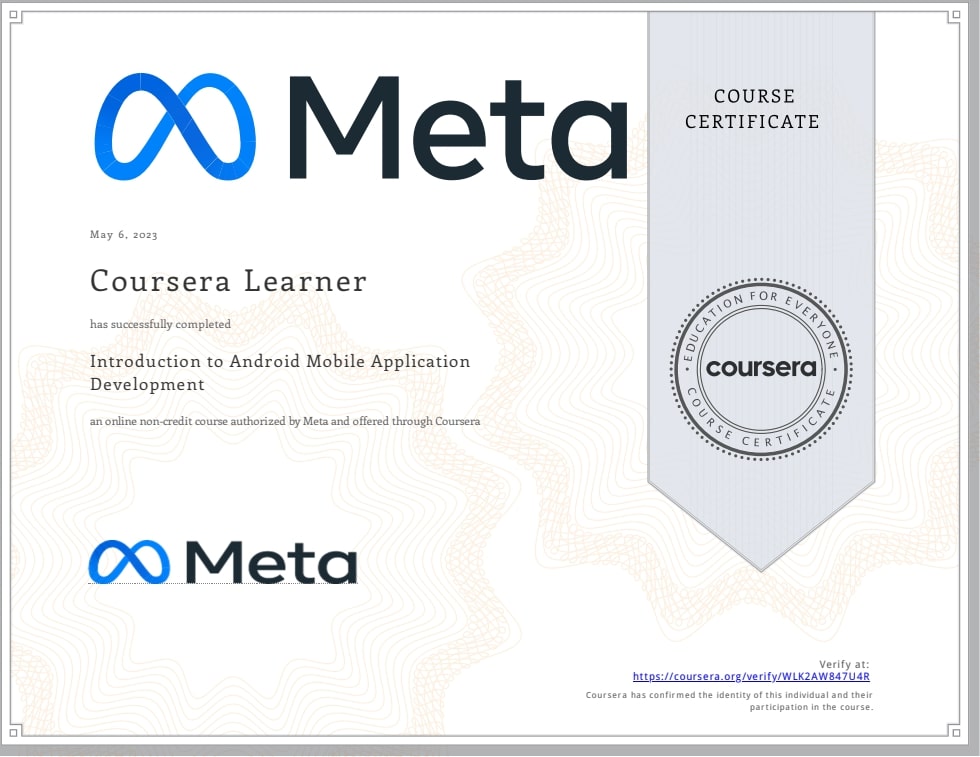 Meta
COURSE
CERTIFICATE
May 6, 2023
Coursera Learner
has successfully completed
Introduction to Android Mobile Application
Development
an online non-credit course authorized by Meta and offered through Coursera
EDUCATION FOR EVERYONE
coursera
COURSE CERTIFICATE
Meta
Verify at:
https://coursera.org/verify/WLK2AW847U4R
Coursera has confirmed the identity of this individual and their
participation in the course.